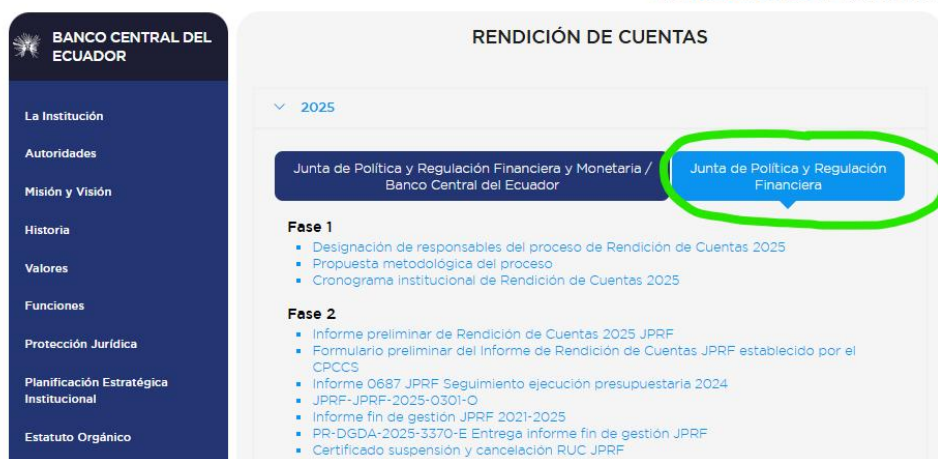 BANCO CENTRAL DEL
ECUADOR
La Institución
Autoridades
Misión y Visión
Historia
Valores
Funciones
Protección Jurídica
Planificación Estratégica
Institucional
Estatuto Orgánico
RENDICIÓN DE CUENTAS
2025
Junta de Política y Regulación Financiera y Monetaria /
Banco Central del Ecuador
Junta de Política y Regulación
Financiera
Fase 1
Designación de responsables del proceso de Rendición de Cuentas 2025
Propuesta metodológica del proceso
Cronograma institucional de Rendición de Cuentas 2025
Fase 2
Informe preliminar de Rendición de Cuentas 2025 JPRF
Formulario preliminar del Informe de Rendición de Cuentas JPRF establecido por el
CPCCS
Informe 0687 JPRF Seguimiento ejecución presupuestaria 2024
JPRF-JPRF-2025-0301-O
Informe fin de gestión JPRF 2021-2025
PR-DGDA-2025-3370-E Entrega informe fin de gestión JPRF
Certificado suspensión y cancelación RUC JPRF